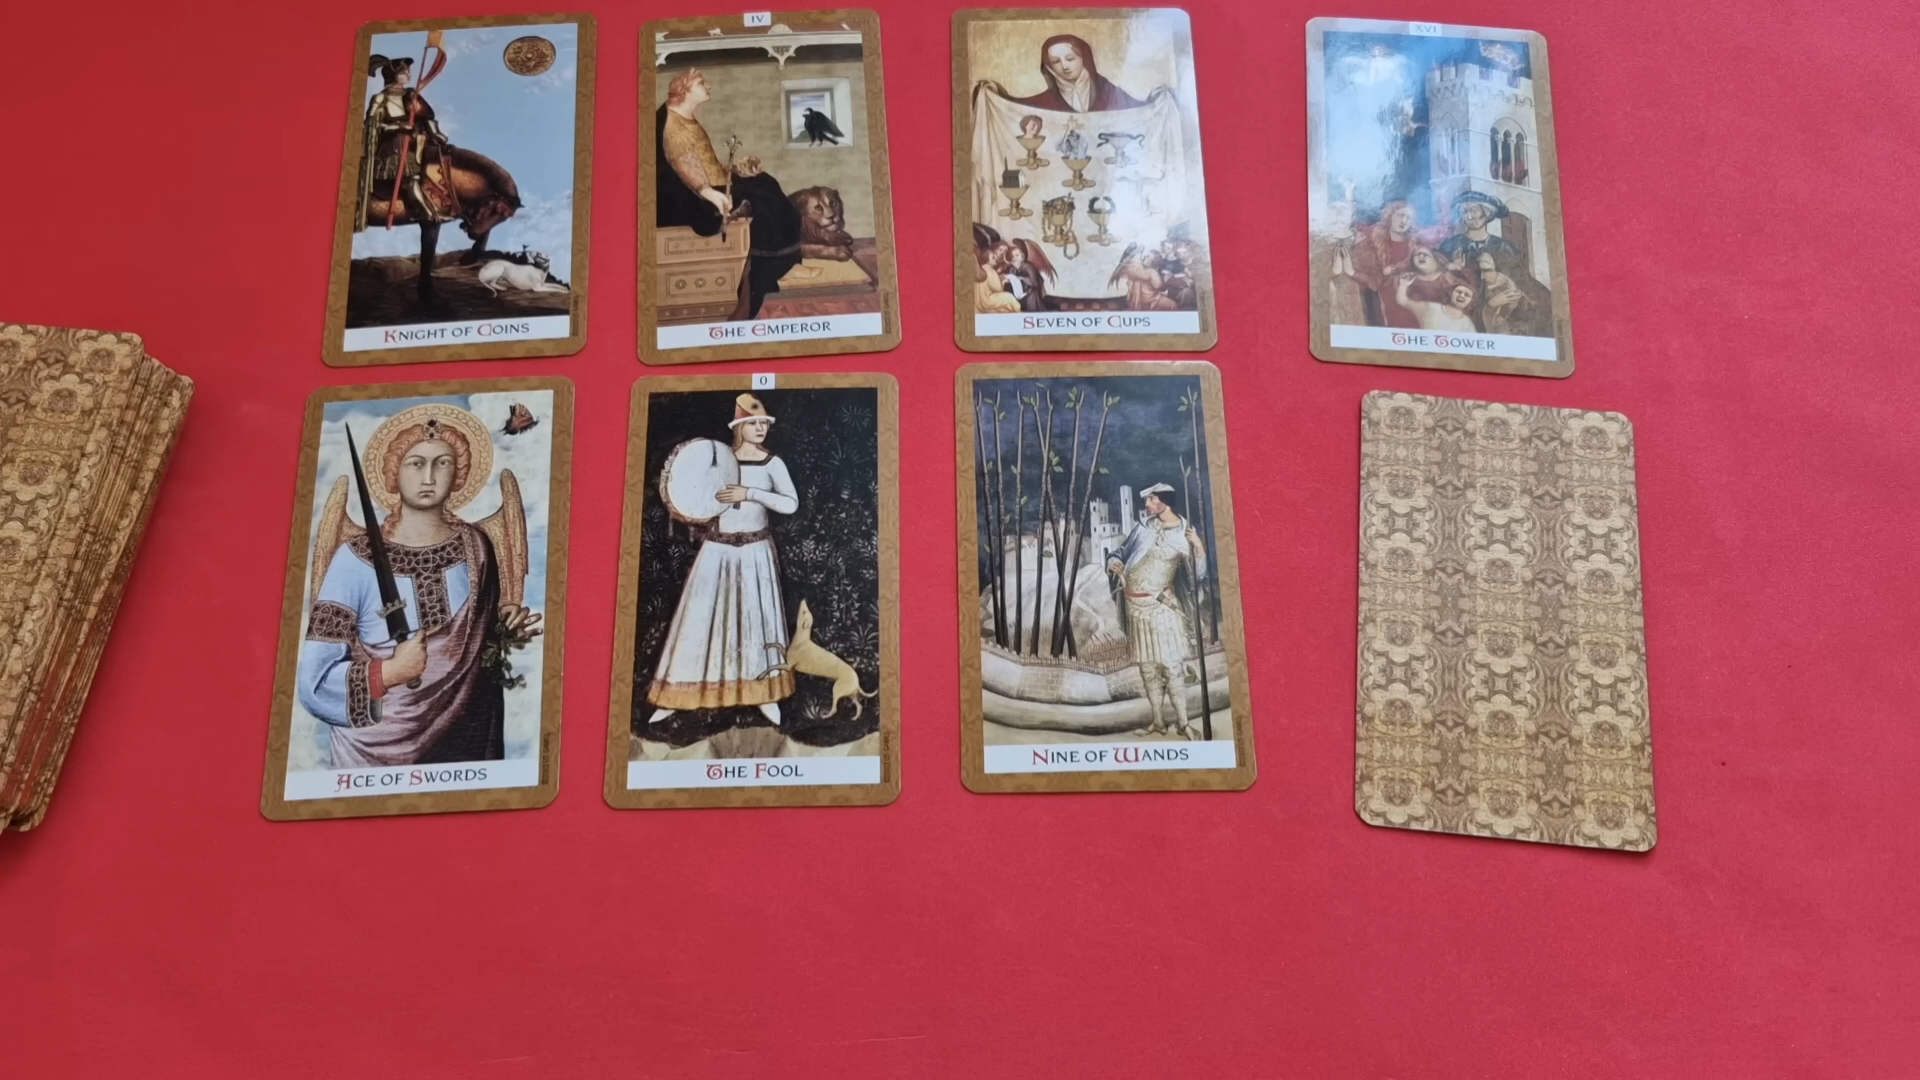 IV
XVI
KNIGHT OF COINS
THE EMPEROR
SEVEN OF CUPS
THE TOWER
0
ACE OF SWORDS
THE FOOL
NINE OF WANDS